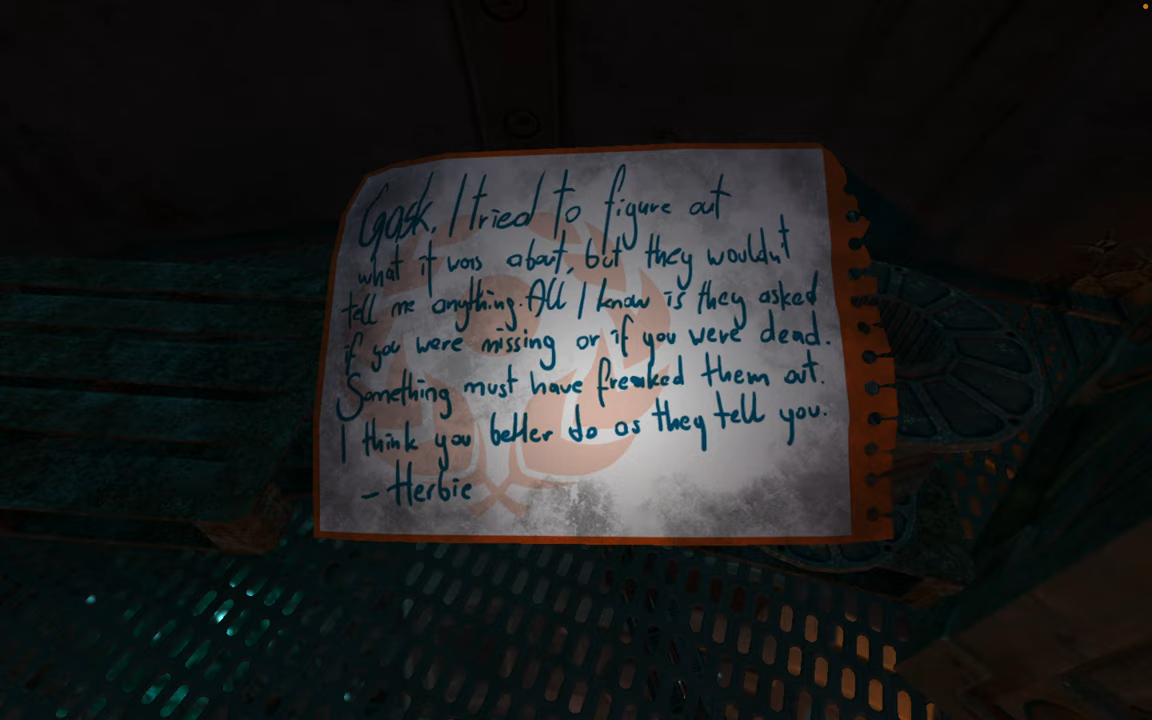 Gask. I tried to figure out
what it was about, but they wouldn't
tell me anything. All I know is they asked
if you were missing or if you were dead.
Something must have freaked them out.
I think you better do as they tell you.
- Herbie